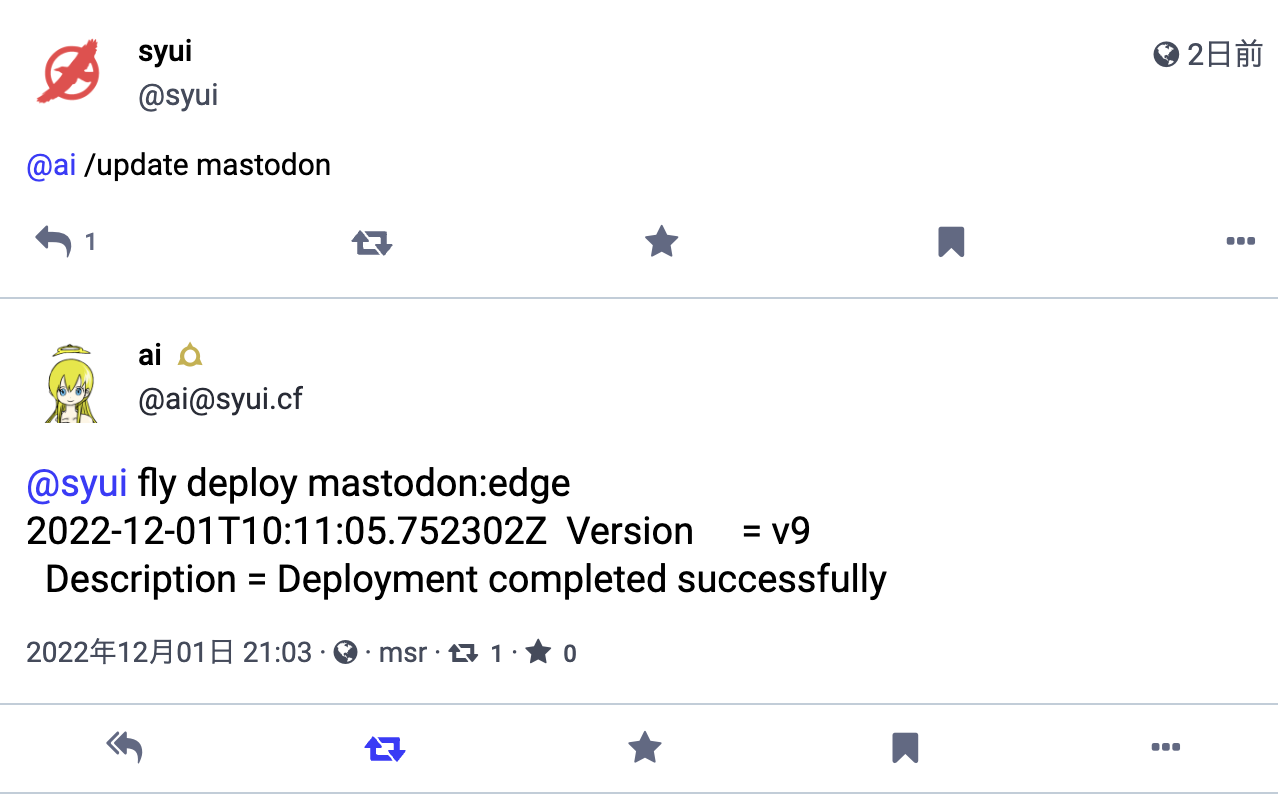 syui
2日前
@syui
@ai /update mastodon
1
ai
@ai@syui.cf
@syui fly deploy mastodon:edge
2022-12-01T10:11:05.752302Z  Version     = v9
  Description = Deployment completed successfully
2022年12月01日 21:03 · · msr · 1 · 0